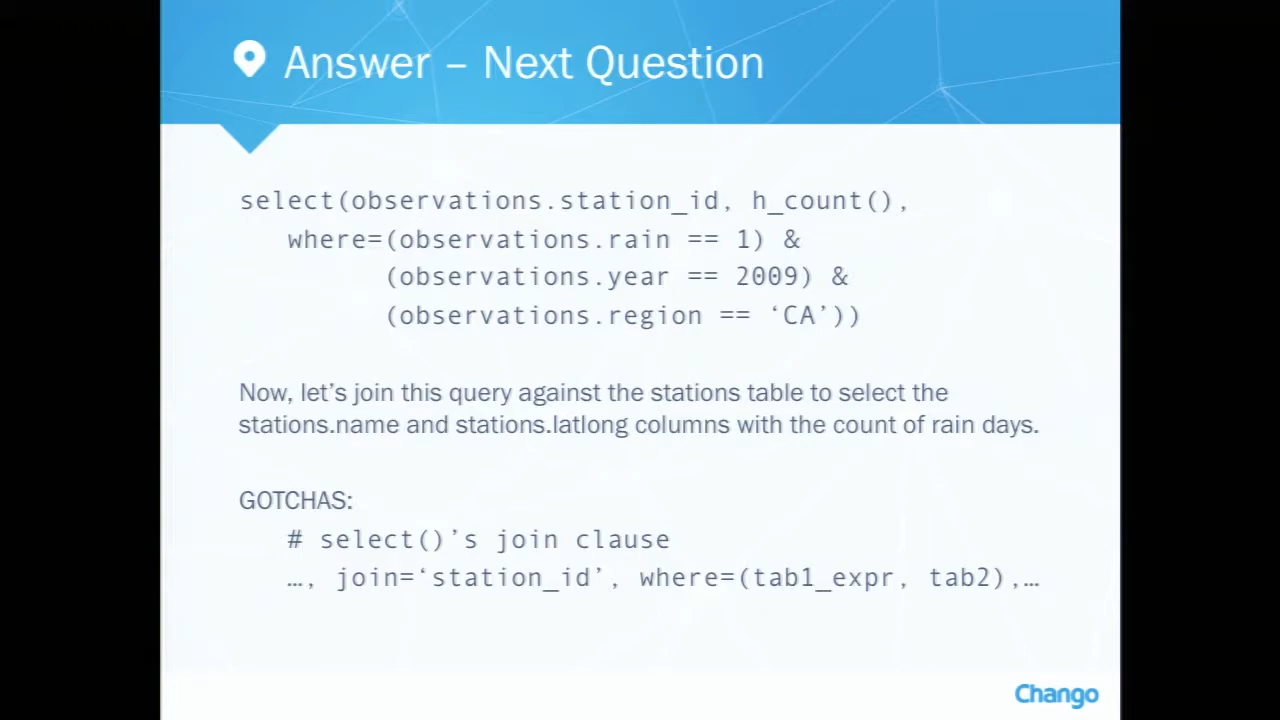 Answer – Next Question
select(observations.station_id, h_count(),
where=(observations.rain == 1) &
(observations.year == 2009) &
(observations.region == ‘CA’))
Now, let’s join this query against the stations table to select the
stations.name and stations.latlong columns with the count of rain days.
GOTCHAS:
# select()’s join clause
…, join=‘station_id’, where=(tab1_expr, tab2),…
Chango